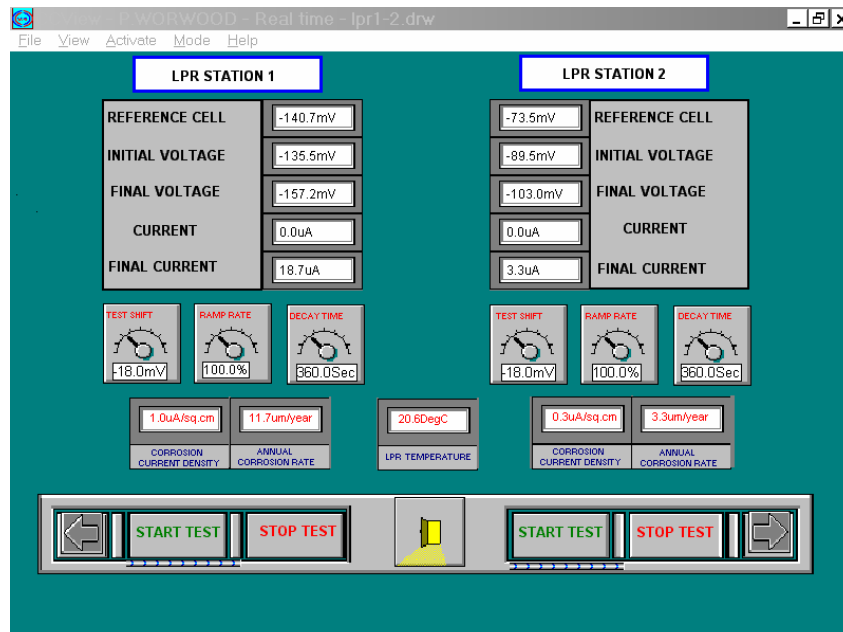 View - P.WORWOOD - Real time - lpr1-2.drw
File View Activate Mode Help
LPR STATION 1
LPR STATION 2
REFERENCE CELL -140.7mV
-73.5mV REFERENCE CELL
INITIAL VOLTAGE -135.5mV
-89.5mV INITIAL VOLTAGE
FINAL VOLTAGE -157.2mV
-103.0mV FINAL VOLTAGE
CURRENT 0.0uA
0.0uA CURRENT
FINAL CURRENT 18.7uA
3.3uA FINAL CURRENT
TEST SHIFT RAMP RATE DECAY TIME
-18.0mV 100.0% 360.0Sec
TEST SHIFT RAMP RATE DECAY TIME
-18.0mV 100.0% 360.0Sec
1.0uA/sq.cm 11.7um/year
CORROSION
CURRENT DENSITY
ANNUAL
CORROSION RATE
20.6DegC
LPR TEMPERATURE
0.3uA/sq.cm 3.3um/year
CORROSION
CURRENT DENSITY
ANNUAL
CORROSION RATE
START TEST STOP TEST
START TEST STOP TEST